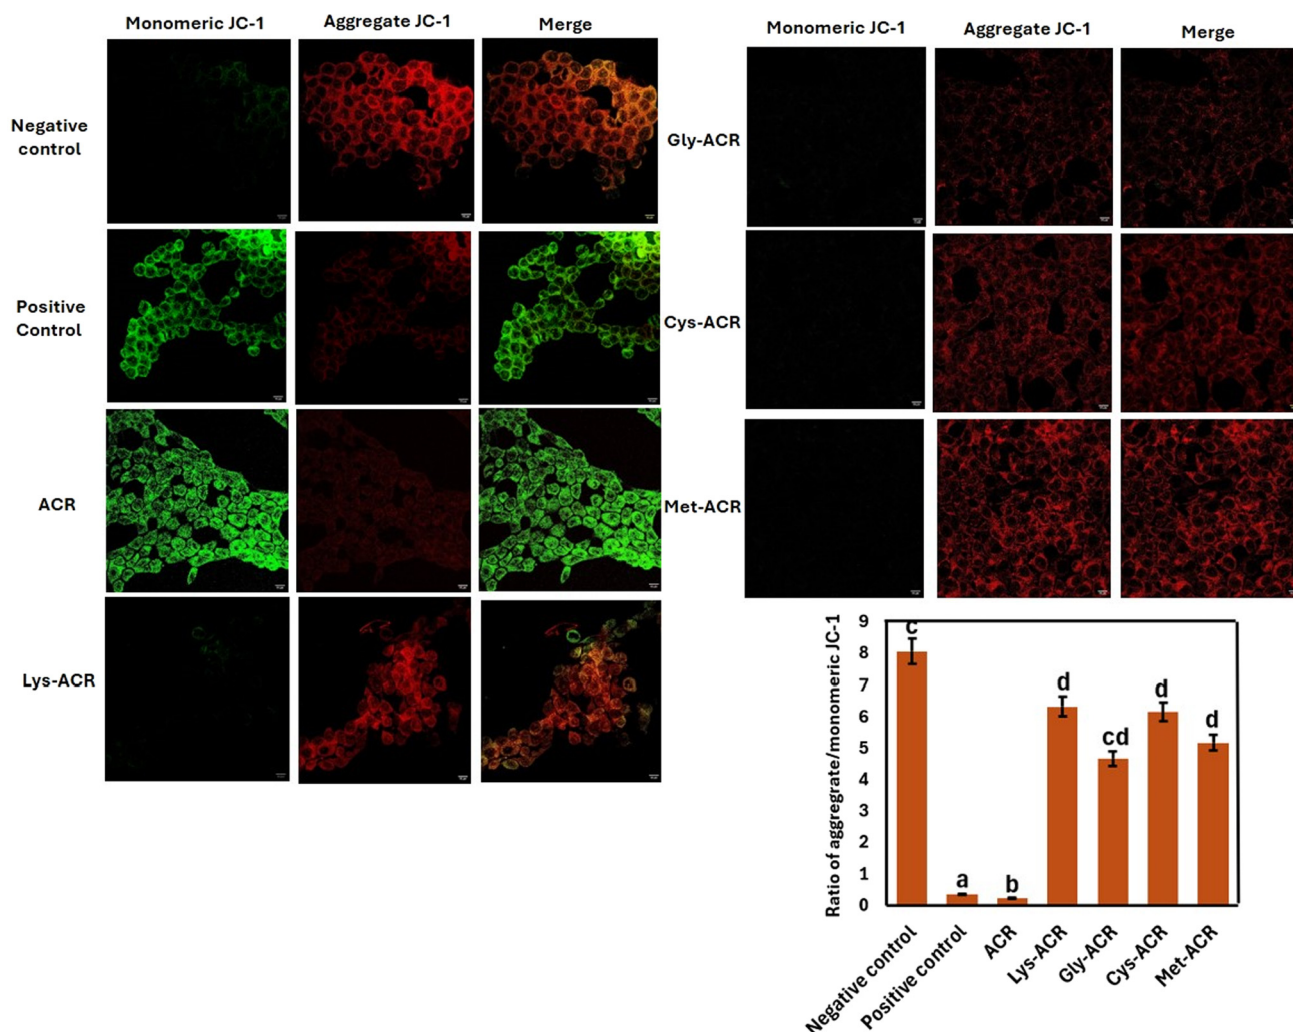 Monomeric JC-1
Aggregate JC-1
Merge
Negative
control
Positive
Control
ACR
Lys-ACR
Monomeric JC-1
Aggregate JC-1
Merge
Gly-ACR
Cys-ACR
Met-ACR
Ratio of aggregrate/monomeric JC-1
9
8
7
6
5
4
3
2
1
0
c
a
b
d
cd
d
d
Negative control
Positive control
ACR
Lys-ACR
Gly-ACR
Cys-ACR
Met-ACR